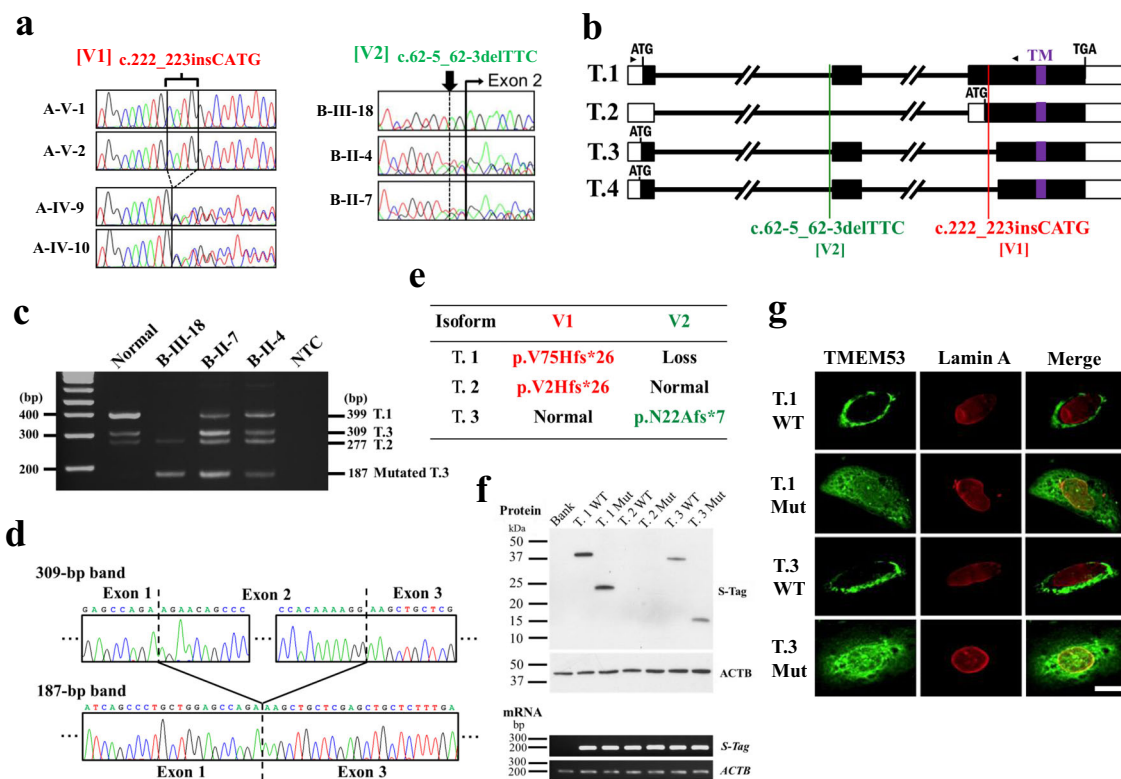 a
[V1] c.222_223insCATG
A-V-1
A-V-2
A-IV-9
A-IV-10
[V2] c.62-5_62-3delTTC
Exon 2
B-III-18
B-II-4
B-II-7
b
ATG
TGA
TM
T.1
ATG
T.2
ATG
T.3
ATG
T.4
c.62-5_62-3delTTC
[V2]
c.222_223insCATG
[V1]
c
Normal
B-III-18
B-II-7
B-II-4
NTC
(bp)
400
300
200
(bp)
399 T.1
309 T.3
277 T.2
187 Mutated T.3
d
309-bp band
Exon 1
Exon 2
Exon 3
GAGCCAGA AGAACAGCCC
CCACAAAAGG AAGCTGCTCG
... ... ...
187-bp band
ATCAGCCCTGCTGGAGCCAGA AAGCTGCTCGAGCTGCTCTTTGA
... ...
Exon 1
Exon 3
e
Isoform V1 V2
T. 1 p.V75Hfs*26 Loss
T. 2 p.V2Hfs*26 Normal
T. 3 Normal p.N22Afs*7
f
Protein
Bank
T. 1 WT
T. 1 Mut
T. 2 WT
T. 2 Mut
T. 3 WT
T. 3 Mut
kDa
50
37
25
20
15
10
S-Tag
50
37
ACTB
mRNA
bp
300
200
S-Tag
300
200
ACTB
g
TMEM53 Lamin A Merge
T.1
WT
T.1
Mut
T.3
WT
T.3
Mut